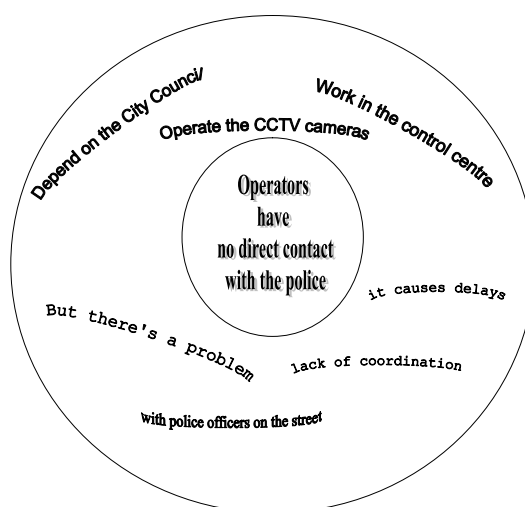 Depend on the City Council
Work in the control centre
Operate the CCTV cameras
Operators
have
no direct contact
with the police
it causes delays
But there's a problem
lack of coordination
with police officers on the street